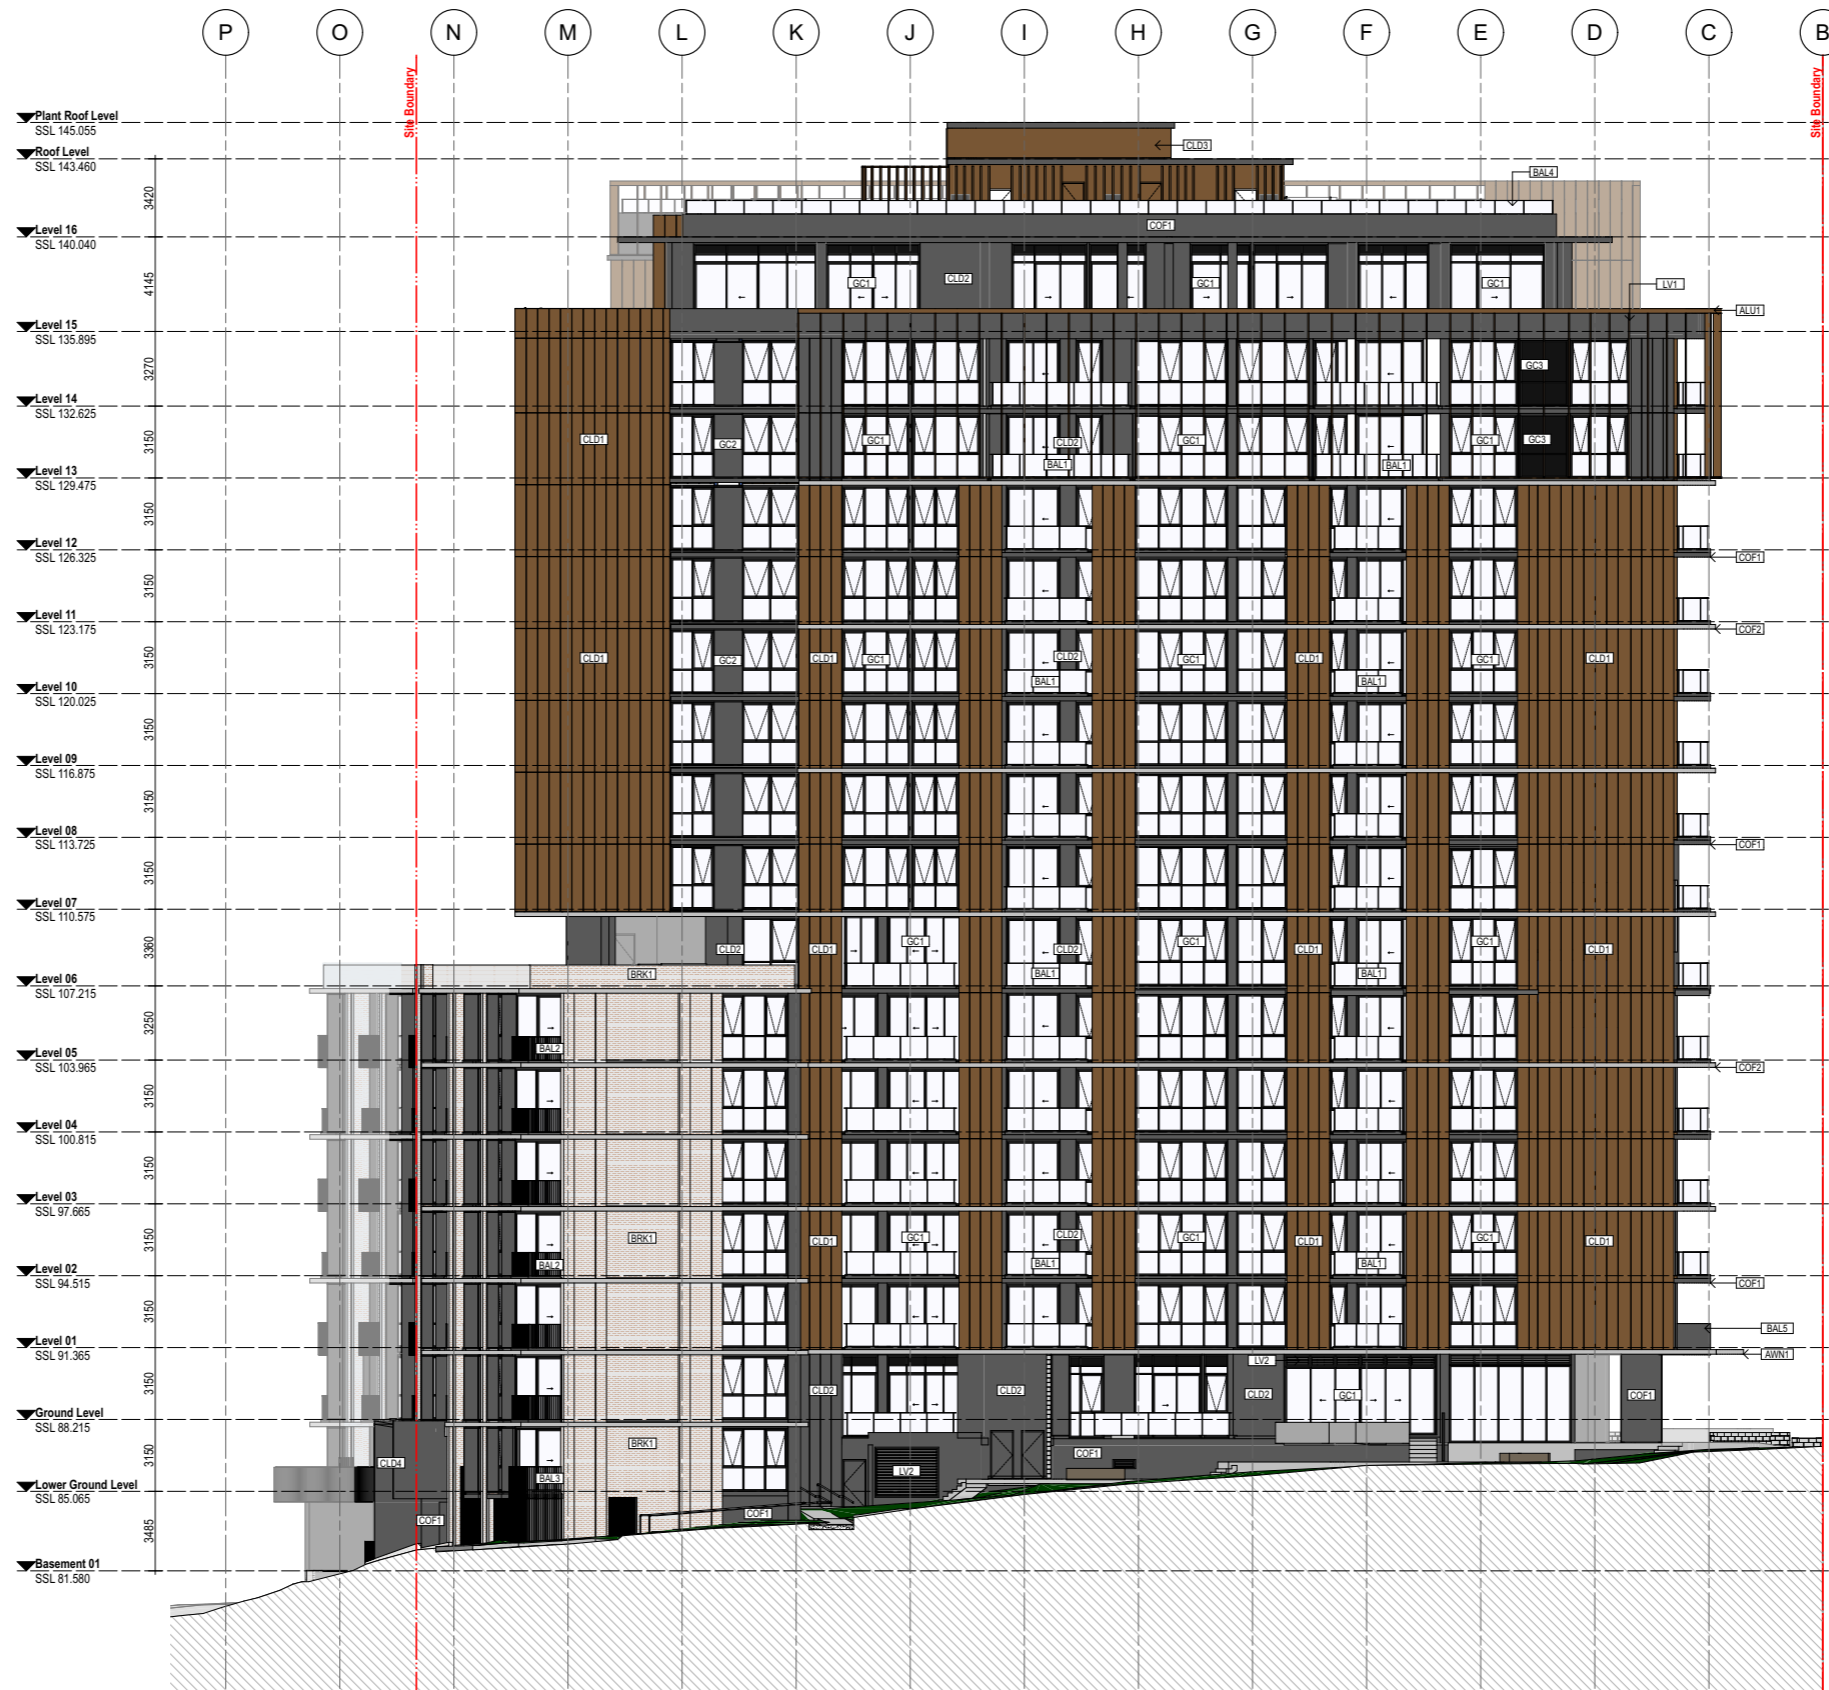 P O N M L K J I H G F E D C B
Site Boundary
Site Boundary
Plant Roof Level
SSL 145.055
Roof Level
SSL 143.460
CLD3
3420
BAL4
COF1
Level 16
SSL 140.040
4145
GC1 CLD2 GC1 GC1
LV1
ALU1
Level 15
SSL 135.895
3270
GC3
Level 14
SSL 132.625
3150
CLD1 GC2 GC1 CLD2 GC1 GC1 GC3
BAL1 BAL1
Level 13
SSL 129.475
3150
Level 12
SSL 126.325
COF1
3150
Level 11
SSL 123.175
COF2
3150
CLD1 GC2 CLD1 GC1 CLD2 GC1 CLD1 GC1 CLD1
BAL1 BAL1
Level 10
SSL 120.025
3150
Level 09
SSL 116.875
3150
Level 08
SSL 113.725
COF1
3150
Level 07
SSL 110.575
3360
CLD2 CLD1 GC1 CLD2 GC1 CLD1 GC1 CLD1
BRK1 BAL1 BAL1
Level 06
SSL 107.215
3250
BAL2
Level 05
SSL 103.965
COF2
3150
Level 04
SSL 100.815
3150
Level 03
SSL 97.665
3150
BRK1 CLD1 GC1 CLD2 GC1 CLD1 GC1 CLD1
BAL2 BAL1 BAL1
Level 02
SSL 94.515
COF1
3150
BAL5
Level 01
SSL 91.365
AWN1
3150
LV2
CLD2 CLD2 CLD2 GC1 COF1
Ground Level
SSL 88.215
3150
BRK1 COF1
CLD4 BAL3 LV2
Lower Ground Level
SSL 85.065
COF1 COF1
3485
Basement 01
SSL 81.580